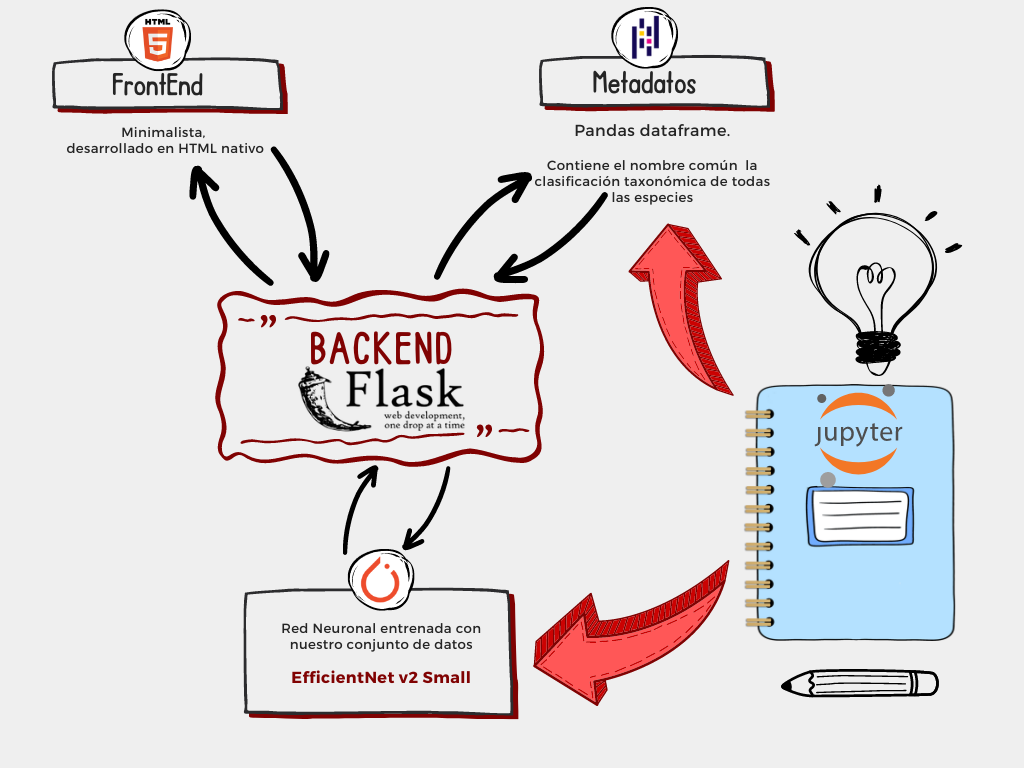 HTML
5
FrontEnd
Minimalista,
desarrollado en HTML nativo
Metadatos
Pandas dataframe.
Contiene el nombre común  la
clasificación taxonómica de todas
las especies
BACKEND
Flask
web development,
one drop at a time
jupyter
Red Neuronal entrenada con
nuestro conjunto de datos
EfficientNet v2 Small